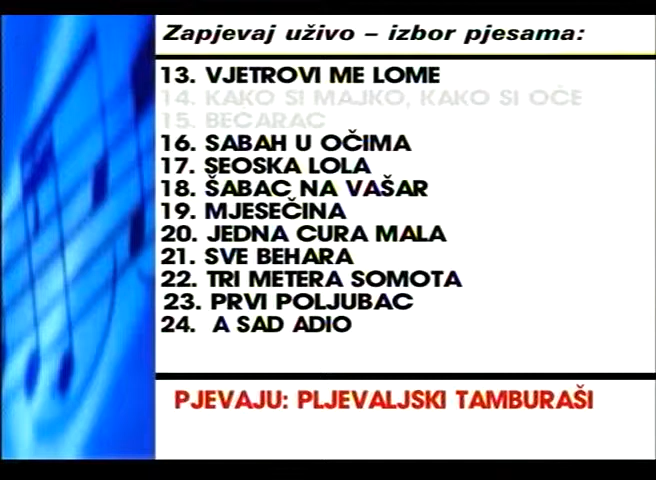 Zapjevaj uživo – izbor pjesama:
13. VJETROVI ME LOME
14. KAKO SI MAJKO, KAKO SI OČE
15. BECARAC
16. SABAH U OČIMA
17. SEOSKA LOLA
18. ŠABAC NA VAŠAR
19. MJESEČINA
20. JEDNA CURA MALA
21. SVE BEHARA
22. TRI METERA SOMOTA
23. PRVI POLJUBAC
24. A SAD ADIO
PJEVAJU: PLJEVALJSKI TAMBURAŠI